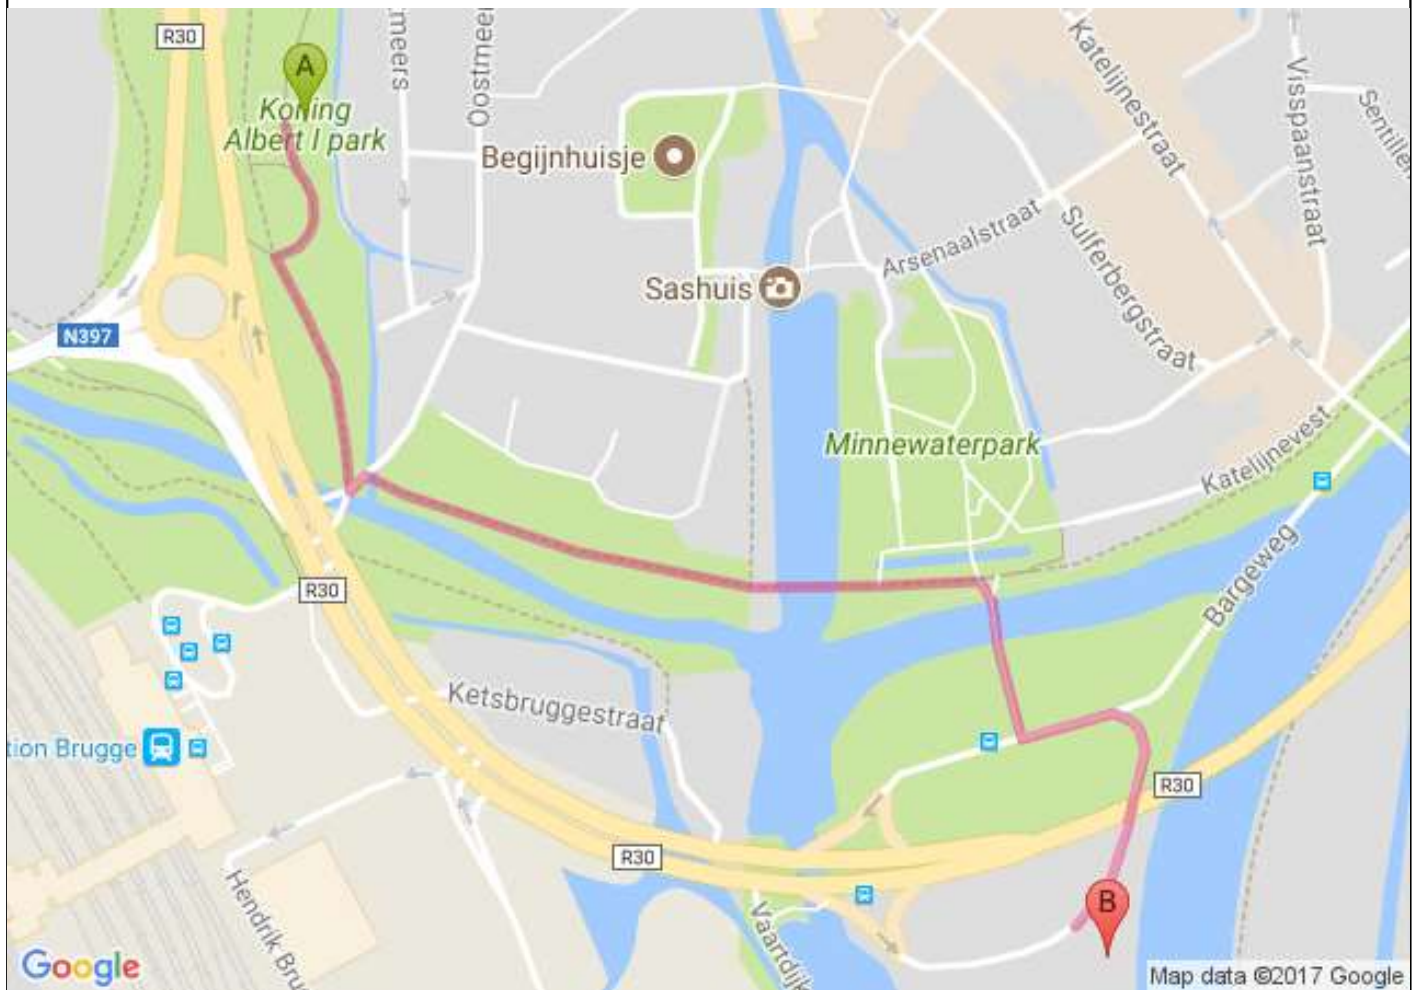 R30
A
Koning
Albert I park
meers
Oostmeer
Katelijnestraat
Visspaanstraat
Sentillen
Begijnhuisje
Sashuis
Arsenaalstraat
Sulferbergstraat
N397
Minnewaterpark
Katelijnevest
Bargeweg
R30
Ketsbruggestraat
tion Brugge
R30
R30
B
Hendrik Bru
Vaartdijk
Google
Map data ©2017 Google